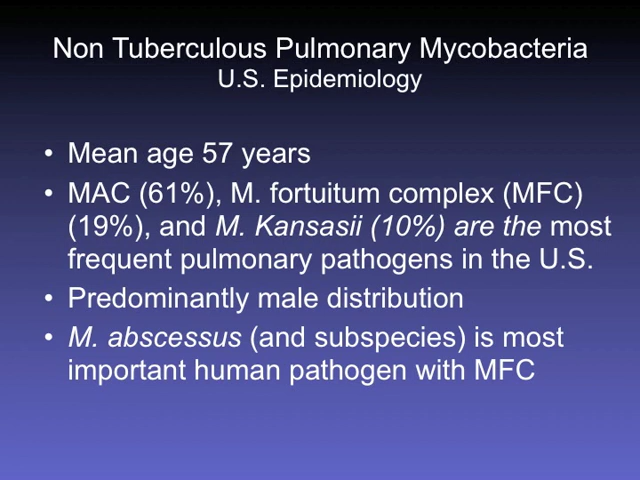 Non Tuberculous Pulmonary Mycobacteria
U.S. Epidemiology
• Mean age 57 years
• MAC (61%), M. fortuitum complex (MFC)
(19%), and M. Kansasii (10%) are the most
frequent pulmonary pathogens in the U.S.
• Predominantly male distribution
• M. abscessus (and subspecies) is most
important human pathogen with MFC